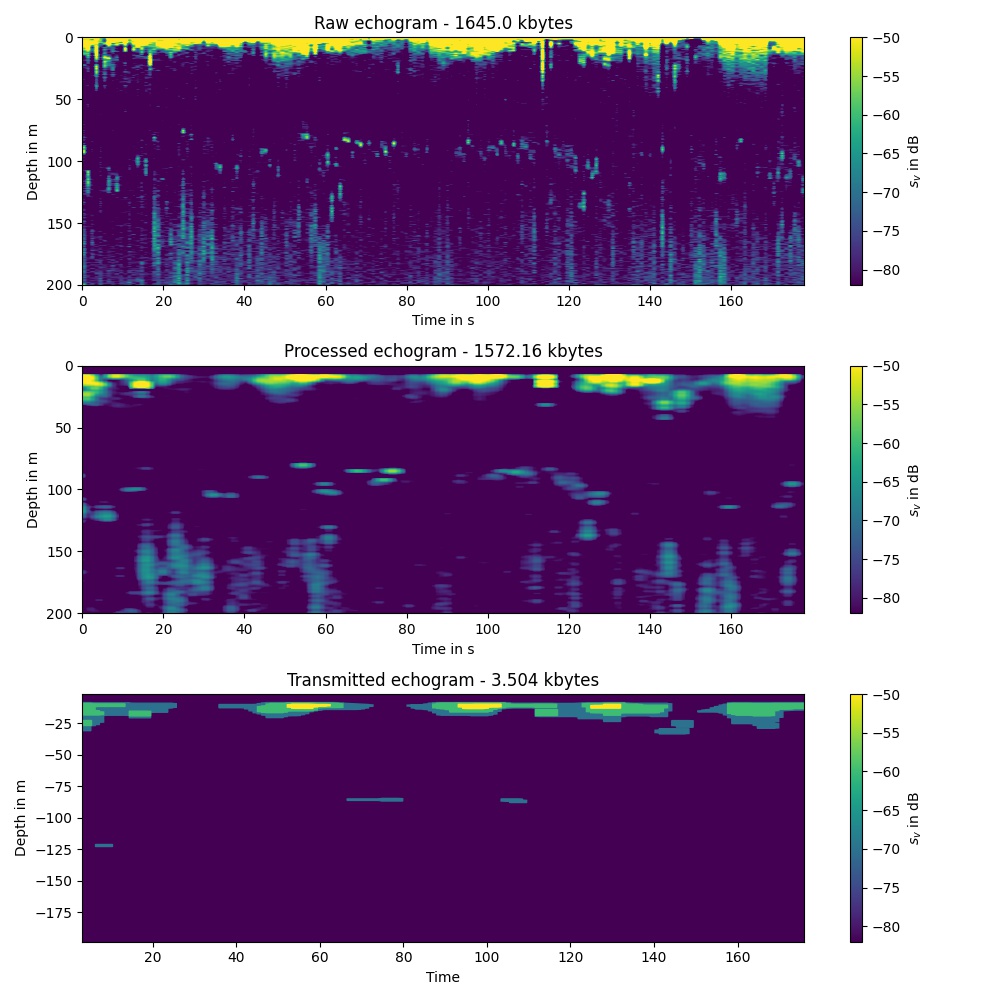 Raw echogram - 1645.0 kbytes
0
50
100
150
200
Depth in m
0 20 40 60 80 100 120 140 160
Time in s
−50
−55
−60
−65
−70
−75
−80
sv in dB
Processed echogram - 1572.16 kbytes
0
50
100
150
200
Depth in m
0 20 40 60 80 100 120 140 160
Time in s
−50
−55
−60
−65
−70
−75
−80
sv in dB
Transmitted echogram - 3.504 kbytes
−25
−50
−75
−100
−125
−150
−175
Depth in m
20 40 60 80 100 120 140 160
Time
−50
−55
−60
−65
−70
−75
−80
sv in dB